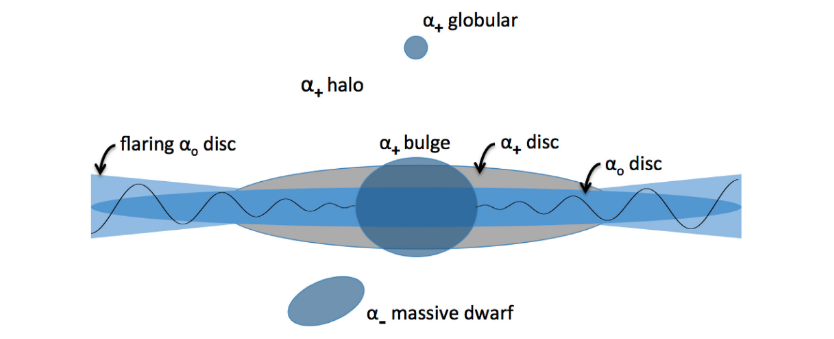 α₊ globular
α₊ halo
flaring αₒ disc
α₊ bulge
α₊ disc
αₒ disc
α₋ massive dwarf